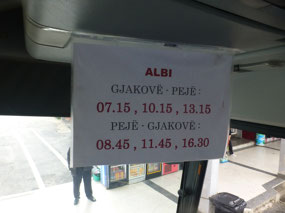 ALBI
GJAKOVË - PEJË :
07.15 , 10.15 , 13.15
PEJË - GJAKOVË :
08.45 , 11.45 , 16.30